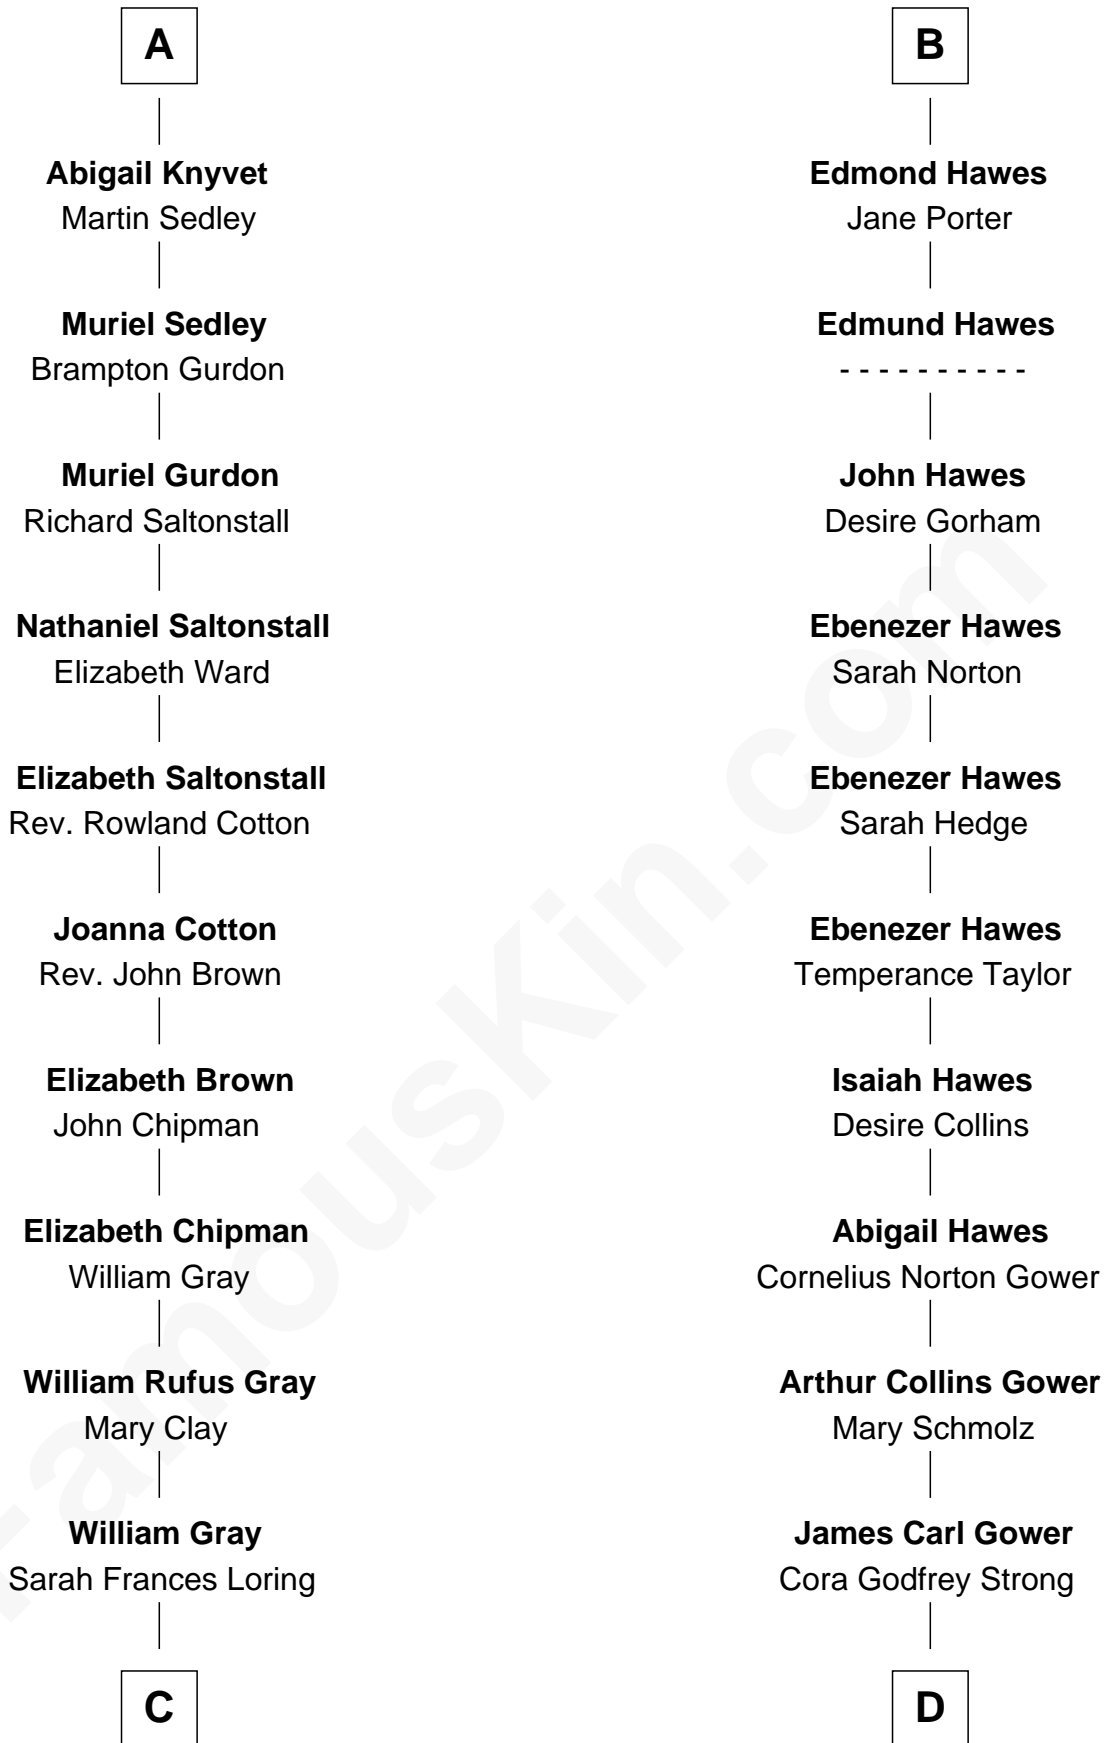 A
Abigail Knyvet
Martin Sedley
Muriel Sedley
Brampton Gurdon
Muriel Gurdon
Richard Saltonstall
Nathaniel Saltonstall
Elizabeth Ward
Elizabeth Saltonstall
Rev. Rowland Cotton
Joanna Cotton
Rev. John Brown
Elizabeth Brown
John Chipman
Elizabeth Chipman
William Gray
William Rufus Gray
Mary Clay
William Gray
Sarah Frances Loring
C
B
Edmond Hawes
Jane Porter
Edmund Hawes
- - - - - - - - - -
John Hawes
Desire Gorham
Ebenezer Hawes
Sarah Norton
Ebenezer Hawes
Sarah Hedge
Ebenezer Hawes
Temperance Taylor
Isaiah Hawes
Desire Collins
Abigail Hawes
Cornelius Norton Gower
Arthur Collins Gower
Mary Schmolz
James Carl Gower
Cora Godfrey Strong
D
FamousKin.com